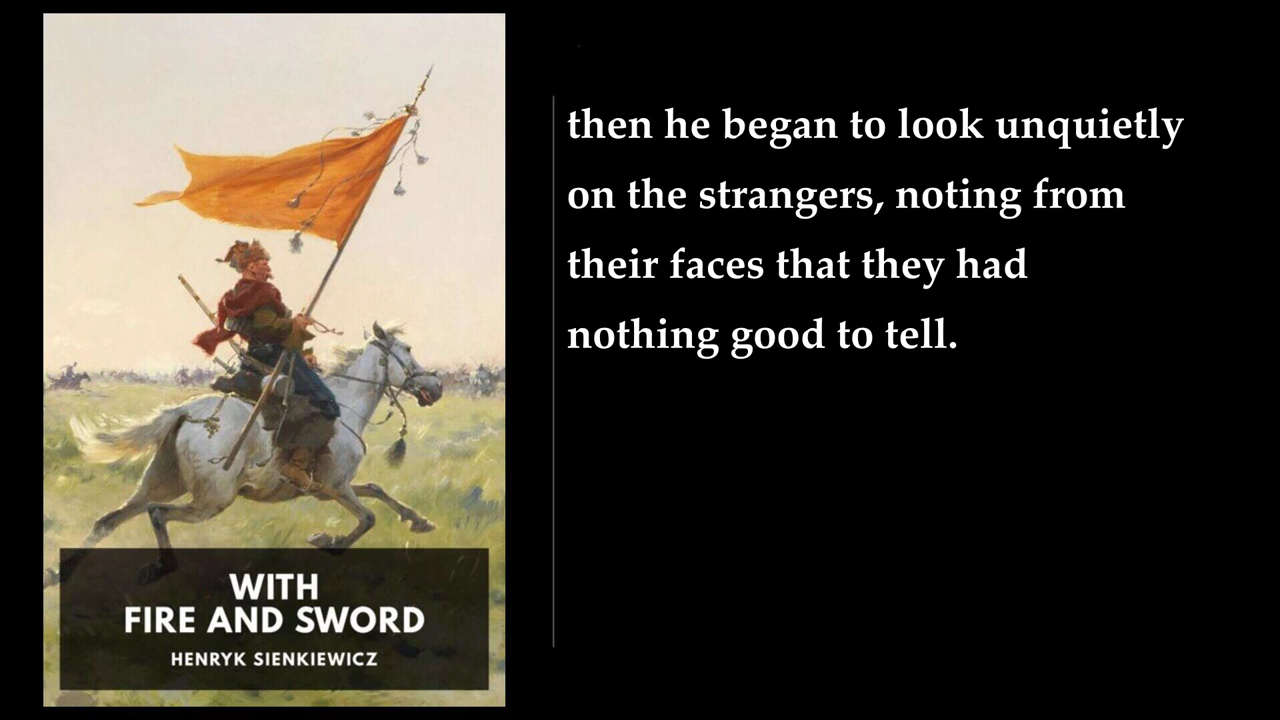 then he began to look unquietly
on the strangers, noting from
their faces that they had
nothing good to tell.
WITH
FIRE AND SWORD
HENRYK SIENKIEWICZ